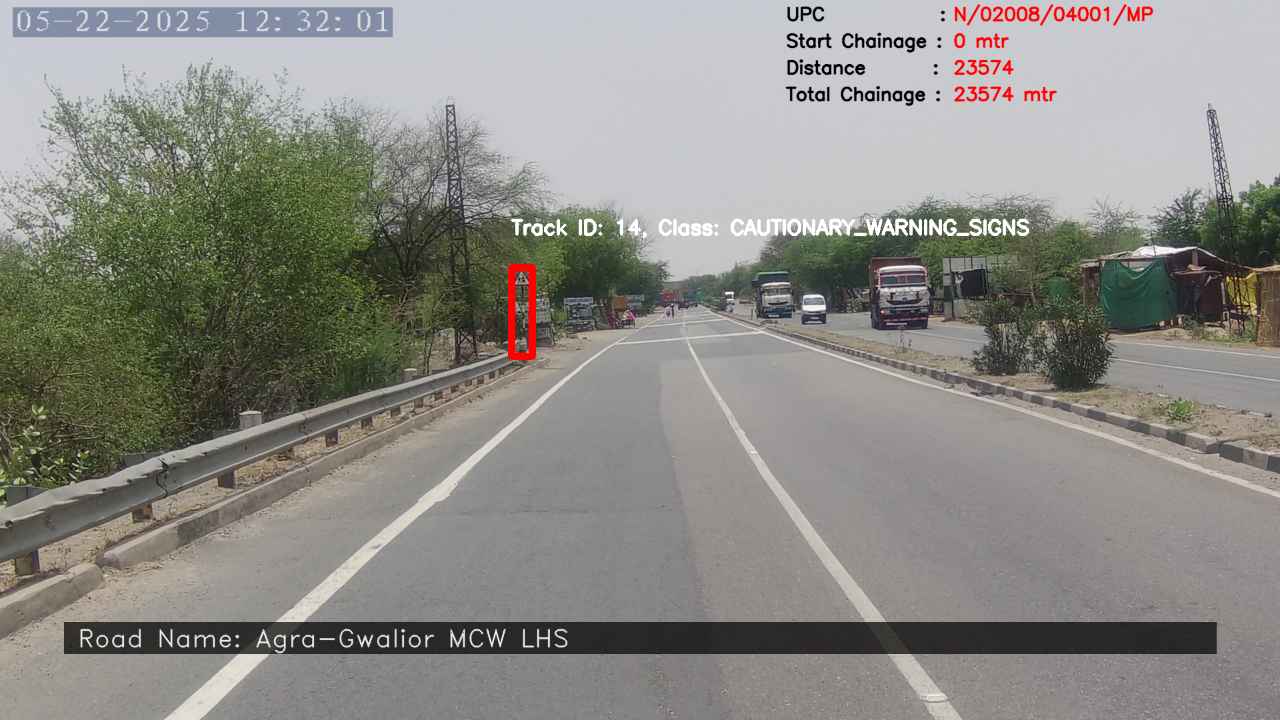 05-22-2025 12:32:01
UPC : N/02008/04001/MP
Start Chainage : 0 mtr
Distance : 23574
Total Chainage : 23574 mtr
Track ID: 14, Class: CAUTIONARY_WARNING_SIGNS
Road Name: Agra-Gwalior MCW LHS